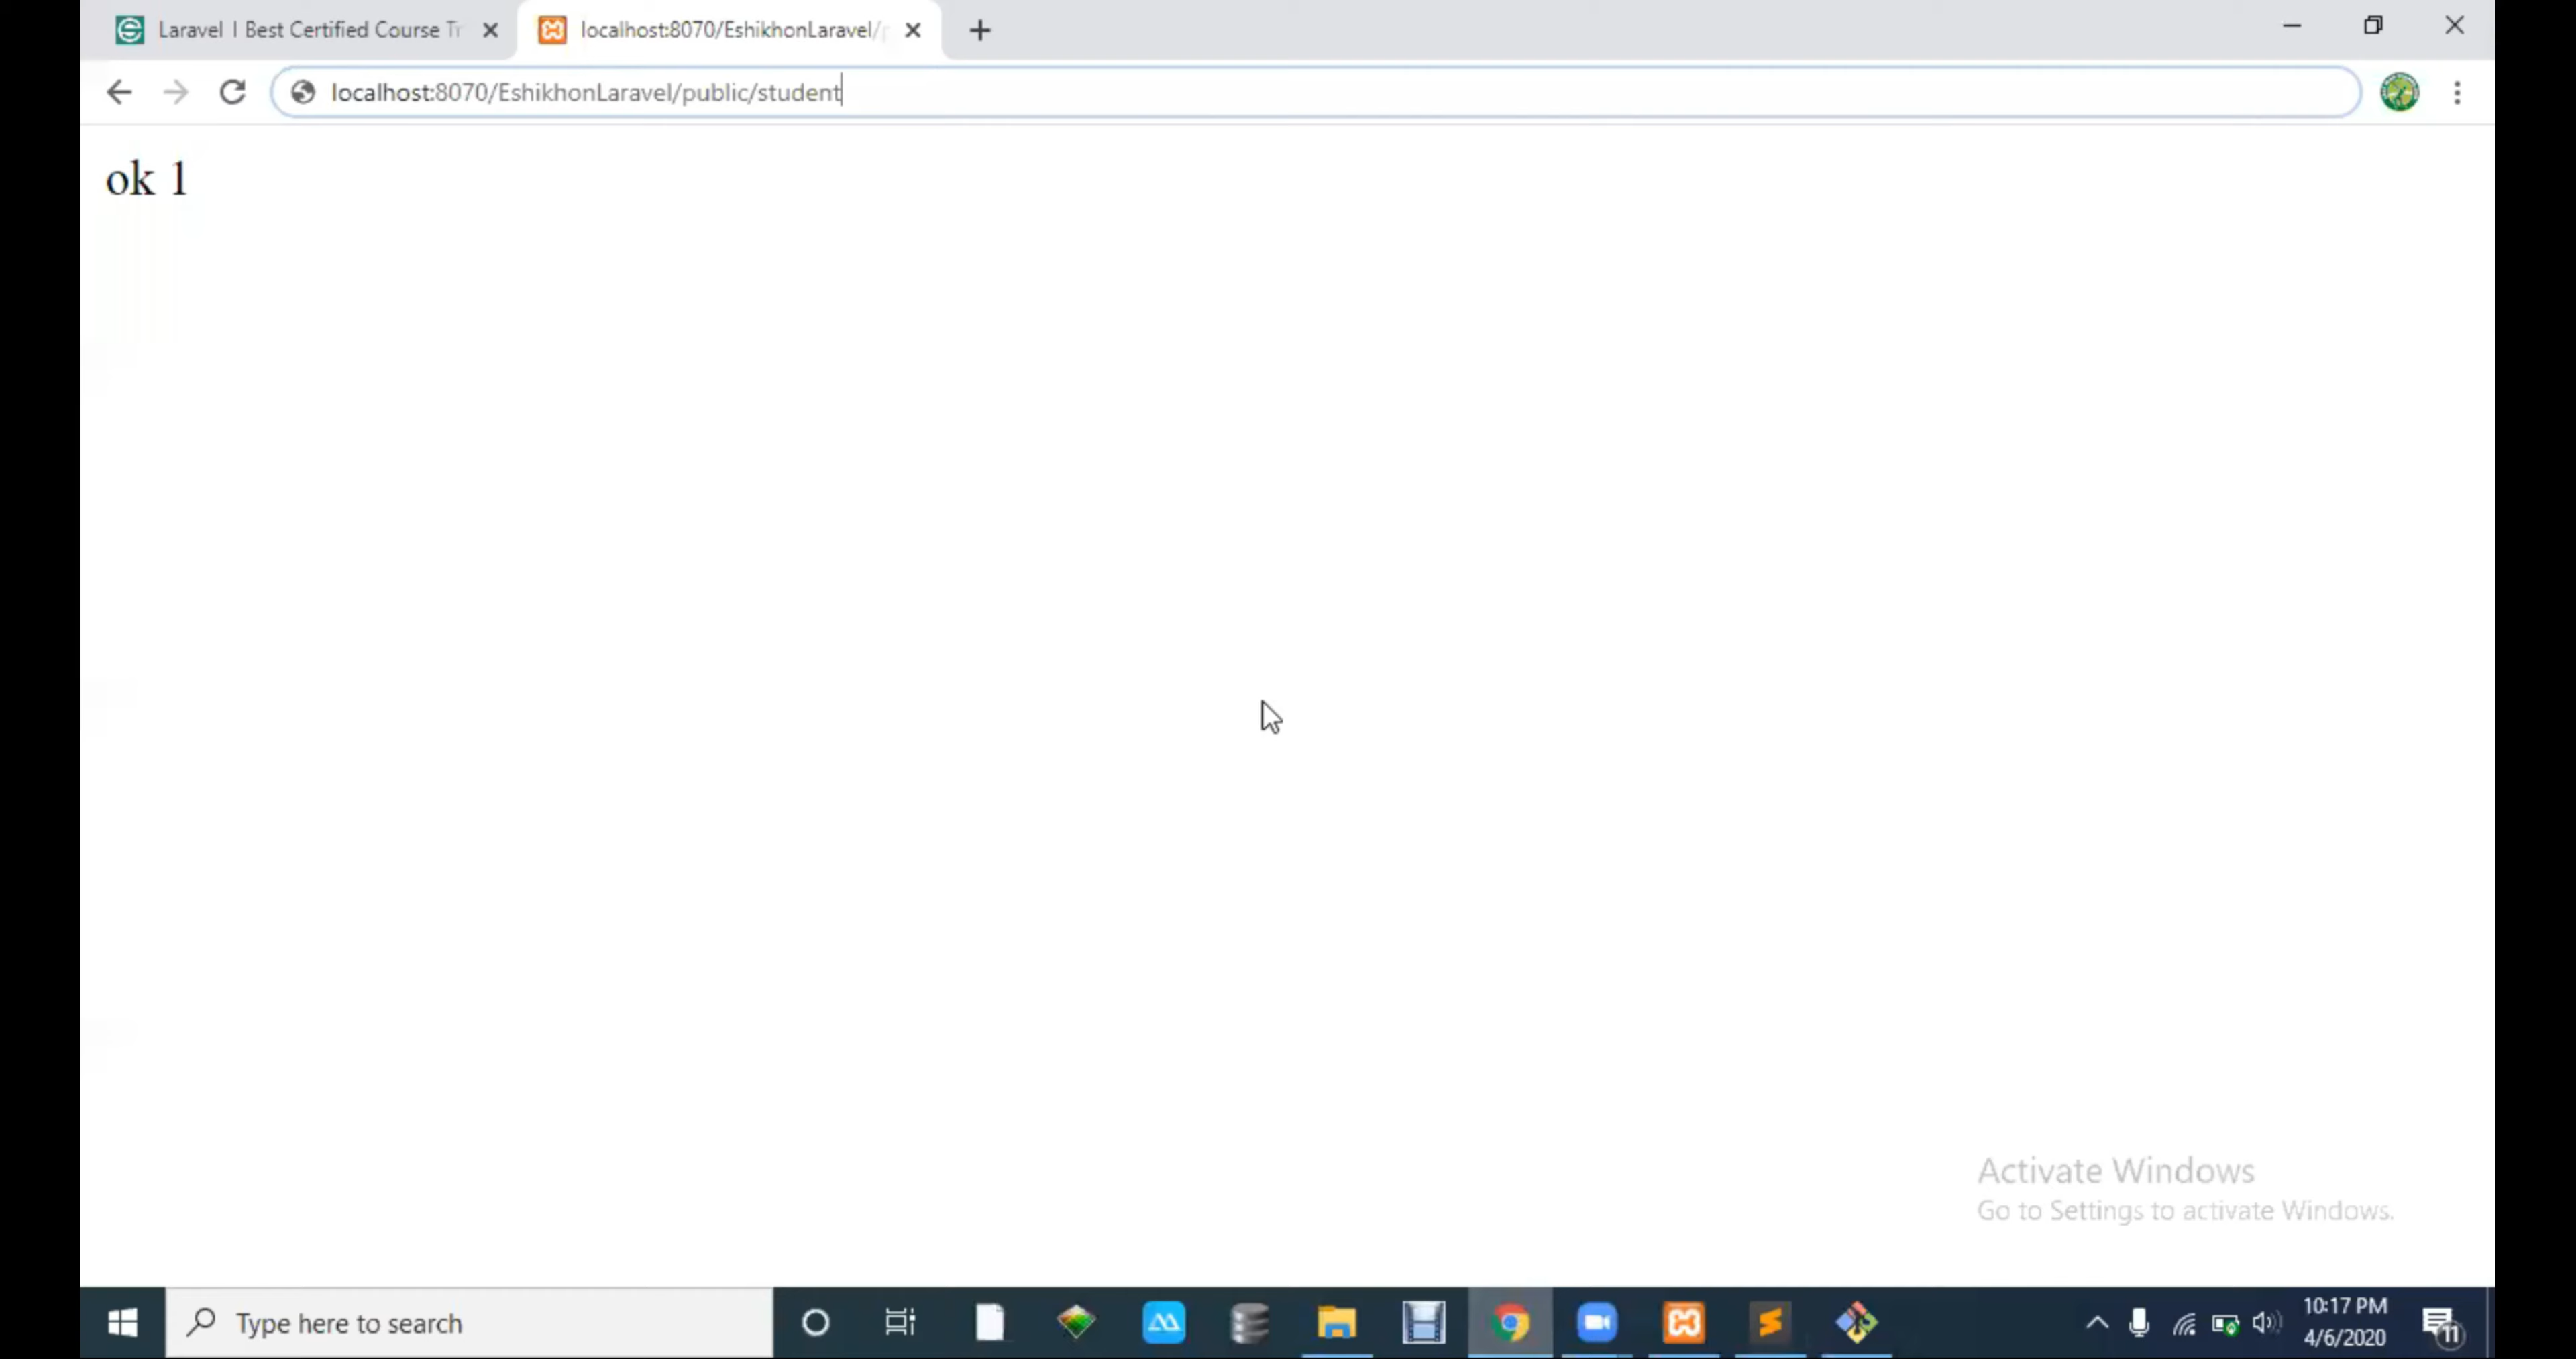 Laravel l Best Certified Course Tr
localhost:8070/EshikhonLaravel/p
localhost:8070/EshikhonLaravel/public/student
ok 1
Activate Windows
Go to Settings to activate Windows.
Type here to search
10:17 PM
4/6/2020
11